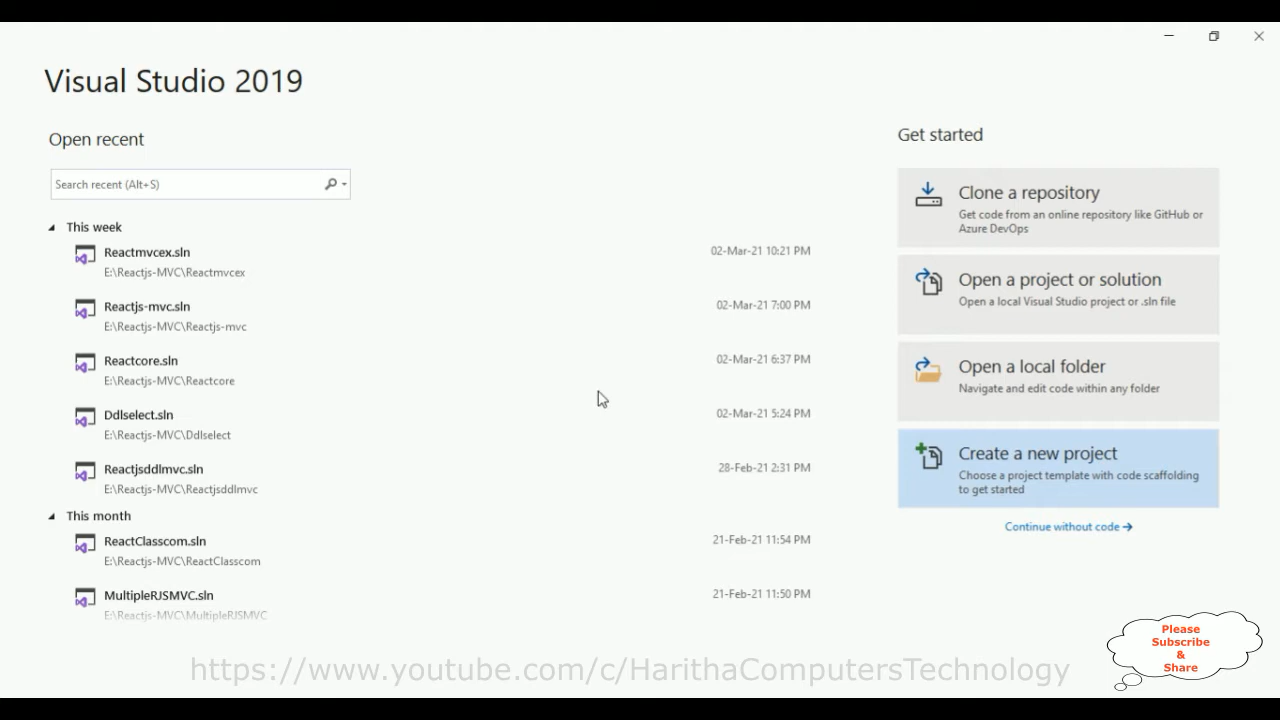 Visual Studio 2019
Open recent
Search recent (Alt+S)
This week
Reactmvcex.sln
02-Mar-21 10:21 PM
E:\Reactjs-MVC\Reactmvcex
Reactjs-mvc.sln
02-Mar-21 7:00 PM
E:\Reactjs-MVC\Reactjs-mvc
Reactcore.sln
02-Mar-21 6:37 PM
E:\Reactjs-MVC\Reactcore
Ddlselect.sln
02-Mar-21 5:24 PM
E:\Reactjs-MVC\Ddlselect
Reactjsddlmvc.sln
28-Feb-21 2:31 PM
E:\Reactjs-MVC\Reactjsddlmvc
This month
ReactClasscom.sln
21-Feb-21 11:54 PM
E:\Reactjs-MVC\ReactClasscom
MultipleRJSMVC.sln
21-Feb-21 11:50 PM
E:\Reactjs-MVC\MultipleRJSMVC
Get started
Clone a repository
Get code from an online repository like GitHub or
Azure DevOps
Open a project or solution
Open a local Visual Studio project or .sln file
Open a local folder
Navigate and edit code within any folder
Create a new project
Choose a project template with code scaffolding
to get started
Continue without code →
Please
Subscribe
&
Share
https://www.youtube.com/c/HarithaComputersTechnology